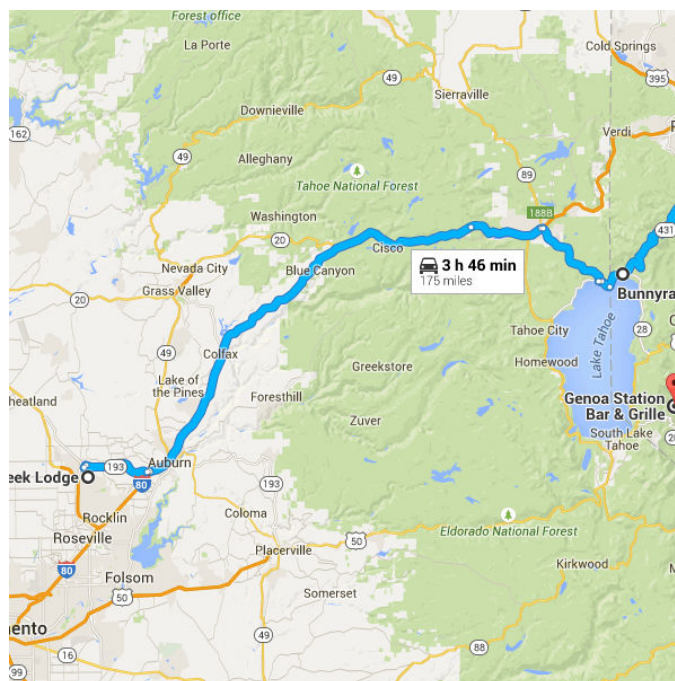 Forest office
La Porte
Cold Springs
49
395
Sierraville
Downieville
162
Verdi
49
Alleghany
Tahoe National Forest
89
Washington
188B
431
20
Cisco
Nevada City
Blue Canyon
3 h 46 min
175 miles
Grass Valley
Bunnyra
20
49
Tahoe City
28
Colfax
Lake Tahoe
Homewood
Greekstore
Lake of
the Pines
Foresthill
Genoa Station
Bar & Grille
heatland
Zuver
South Lake
Tahoe
Auburn
193
eek Lodge
80
193
Rocklin
Coloma
Eldorado National Forest
Roseville
50
Placerville
Kirkwood
80
Folsom
50
Somerset
mento
49
88
16
99